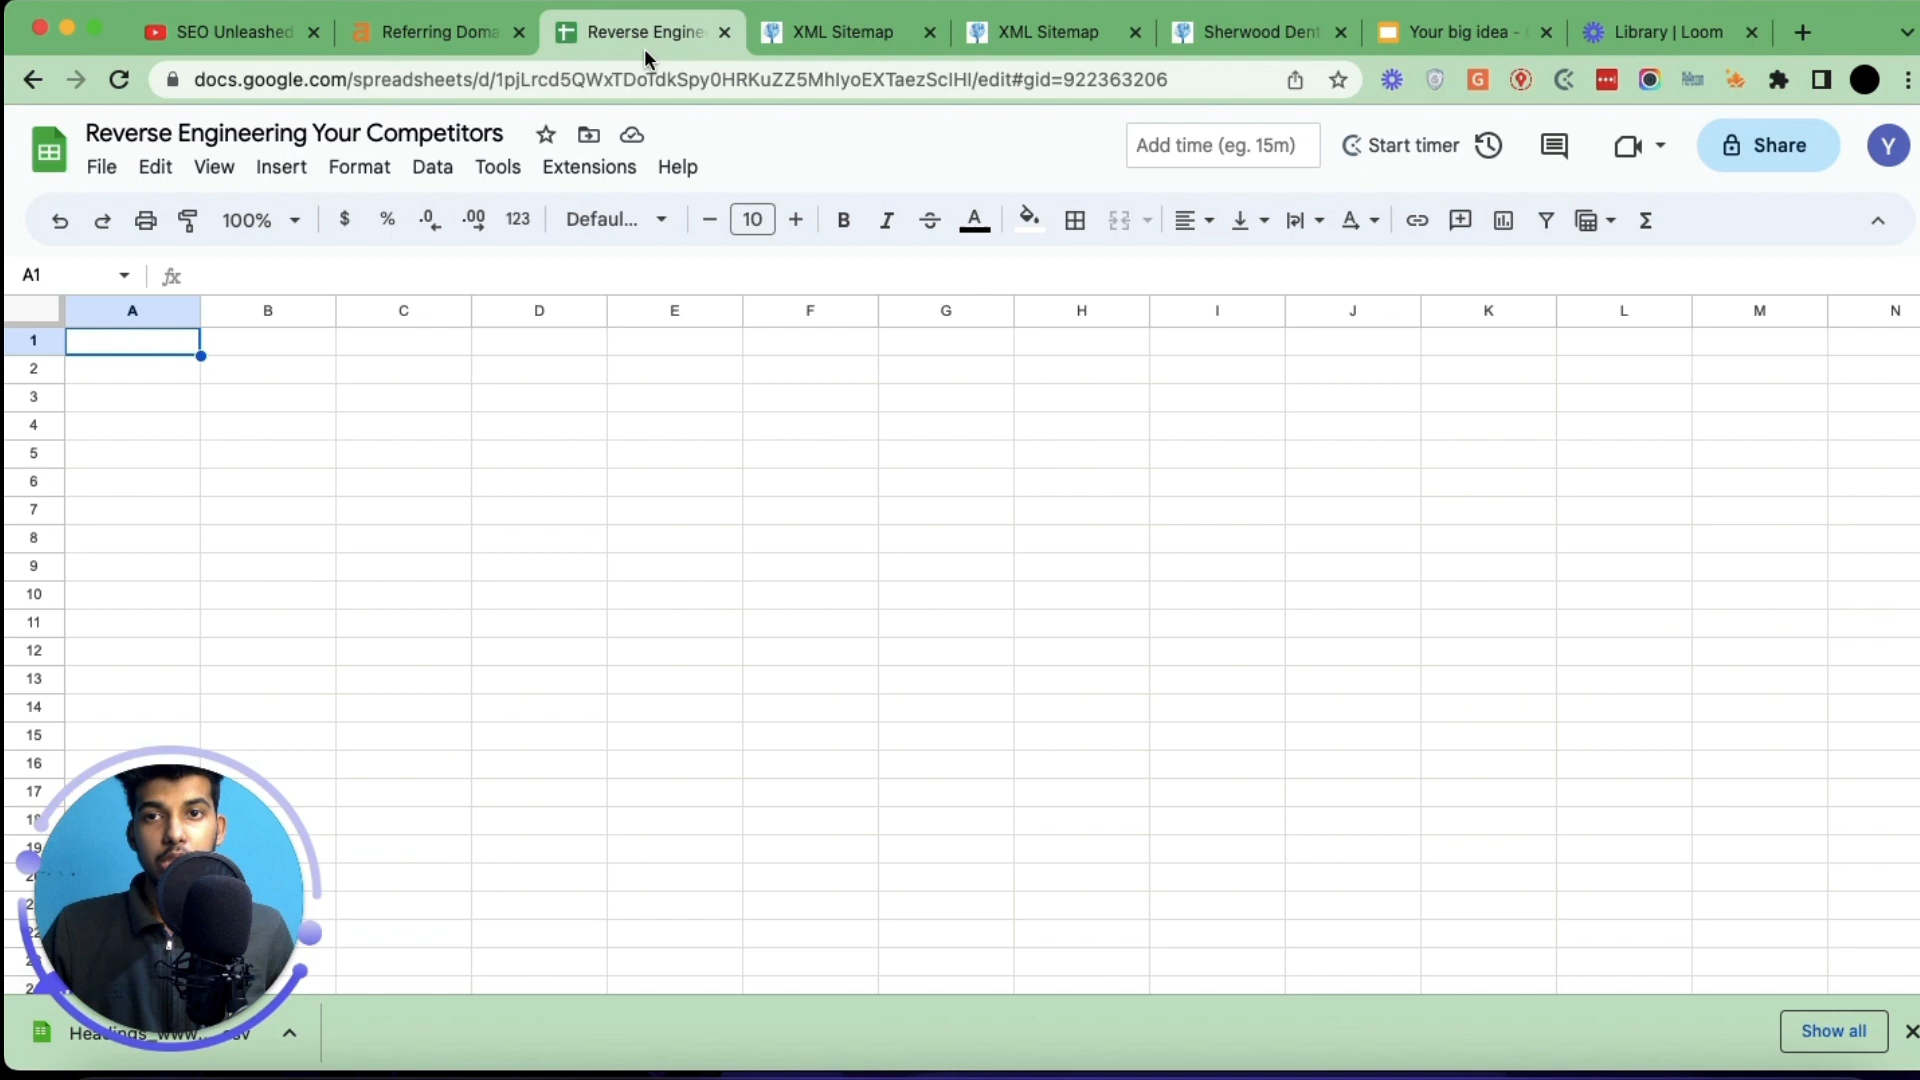 SEO Unleashed
Referring Doma
Reverse Engine
XML Sitemap
XML Sitemap
Sherwood Dent
Your big idea -
Library | Loom
docs.google.com/spreadsheets/d/1pjLrcd5QWxTDoTdkSpy0HRKuZZ5MhIyoEXTaezScIHI/edit#gid=922363206
Reverse Engineering Your Competitors
Add time (eg. 15m)
Start timer
Share
Y
File Edit View Insert Format Data Tools Extensions Help
100% $ % .0 .00 123 Defaul... 10 B I A Σ
A1 fx
A B C D E F G H I J K L M N
1
2
3
4
5
6
7
8
9
10
11
12
13
14
15
16
17
Headings_www....csv
Show all